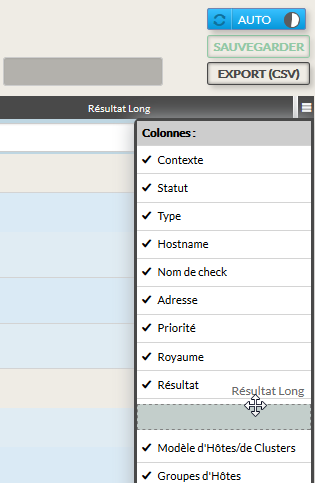 AUTO
SAUVEGARDER
EXPORT (CSV)
Résultat Long
Colonnes :
Contexte
Statut
Type
Hostname
Nom de check
Adresse
Priorité
Royaume
Résultat
Résultat Long
Modèle d'Hôtes/de Clusters
Groupes d'Hôtes